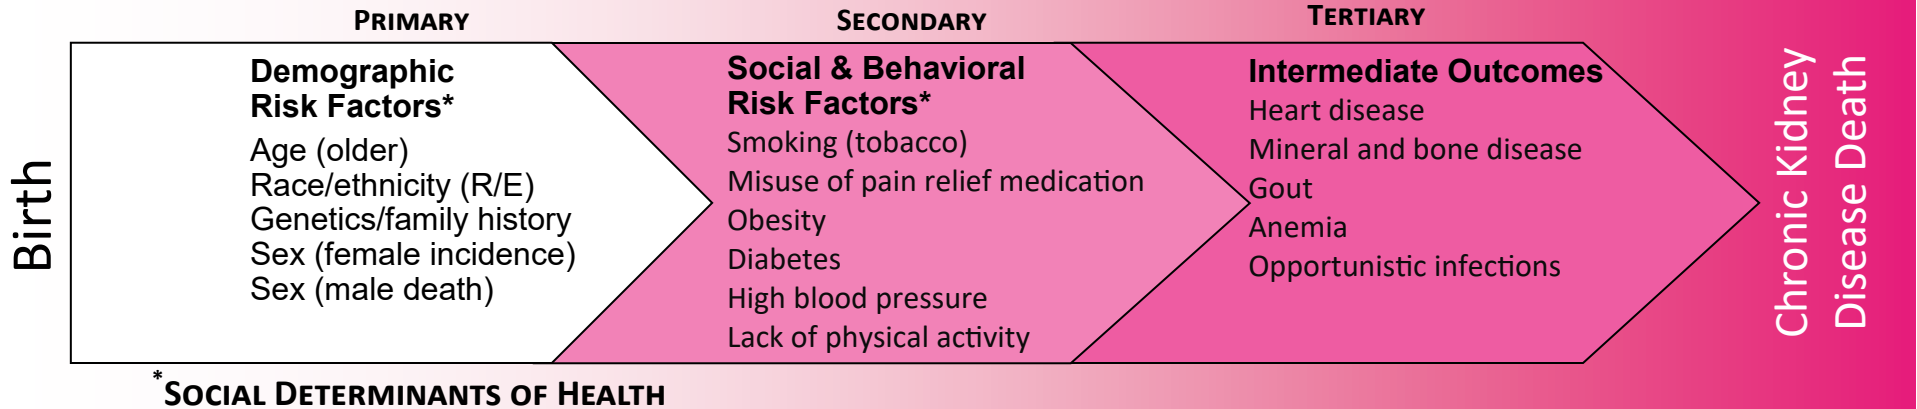 PRIMARY
SECONDARY
TERTIARY
Birth
Demographic
Risk Factors*
Age (older)
Race/ethnicity (R/E)
Genetics/family history
Sex (female incidence)
Sex (male death)
Social & Behavioral
Risk Factors*
Smoking (tobacco)
Misuse of pain relief medication
Obesity
Diabetes
High blood pressure
Lack of physical activity
Intermediate Outcomes
Heart disease
Mineral and bone disease
Gout
Anemia
Opportunistic infections
Chronic Kidney
Disease Death
*SOCIAL DETERMINANTS OF HEALTH